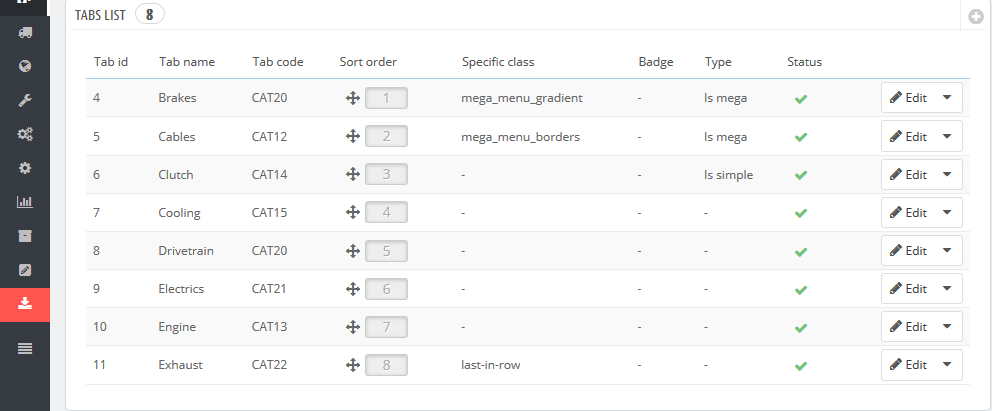 TABS LIST 8
Tab id Tab name Tab code Sort order Specific class Badge Type Status
4 Brakes CAT20 1 mega_menu_gradient - Is mega Edit
5 Cables CAT12 2 mega_menu_borders - Is mega Edit
6 Clutch CAT14 3 - - Is simple Edit
7 Cooling CAT15 4 - - - Edit
8 Drivetrain CAT20 5 - - - Edit
9 Electrics CAT21 6 - - - Edit
10 Engine CAT13 7 - - - Edit
11 Exhaust CAT22 8 last-in-row - - Edit